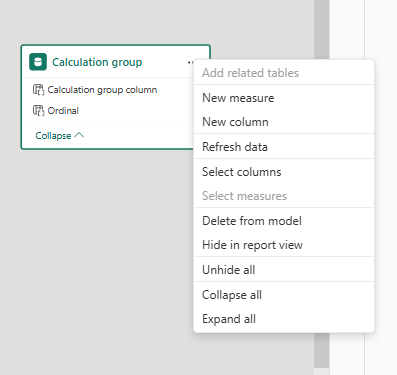 Calculation group
Calculation group column
Ordinal
Collapse
Add related tables
New measure
New column
Refresh data
Select columns
Select measures
Delete from model
Hide in report view
Unhide all
Collapse all
Expand all